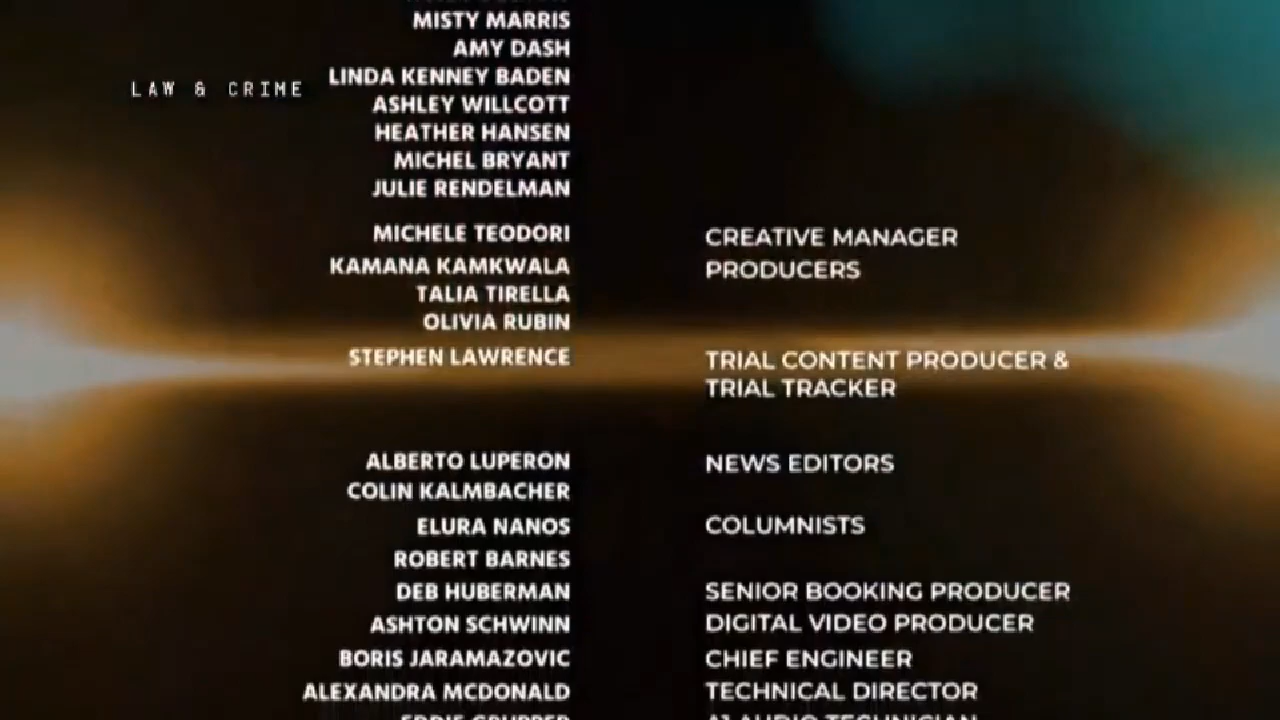 MISTY MARRIS
AMY DASH
LAW & CRIME
LINDA KENNEY BADEN
ASHLEY WILLCOTT
HEATHER HANSEN
MICHEL BRYANT
JULIE RENDELMAN
MICHELE TEODORI CREATIVE MANAGER
KAMANA KAMKWALA PRODUCERS
TALIA TIRELLA
OLIVIA RUBIN
STEPHEN LAWRENCE TRIAL CONTENT PRODUCER &
TRIAL TRACKER
ALBERTO LUPERON NEWS EDITORS
COLIN KALMBACHER
ELURA NANOS COLUMNISTS
ROBERT BARNES
DEB HUBERMAN SENIOR BOOKING PRODUCER
ASHTON SCHWINN DIGITAL VIDEO PRODUCER
BORIS JARAMAZOVIC CHIEF ENGINEER
ALEXANDRA MCDONALD TECHNICAL DIRECTOR